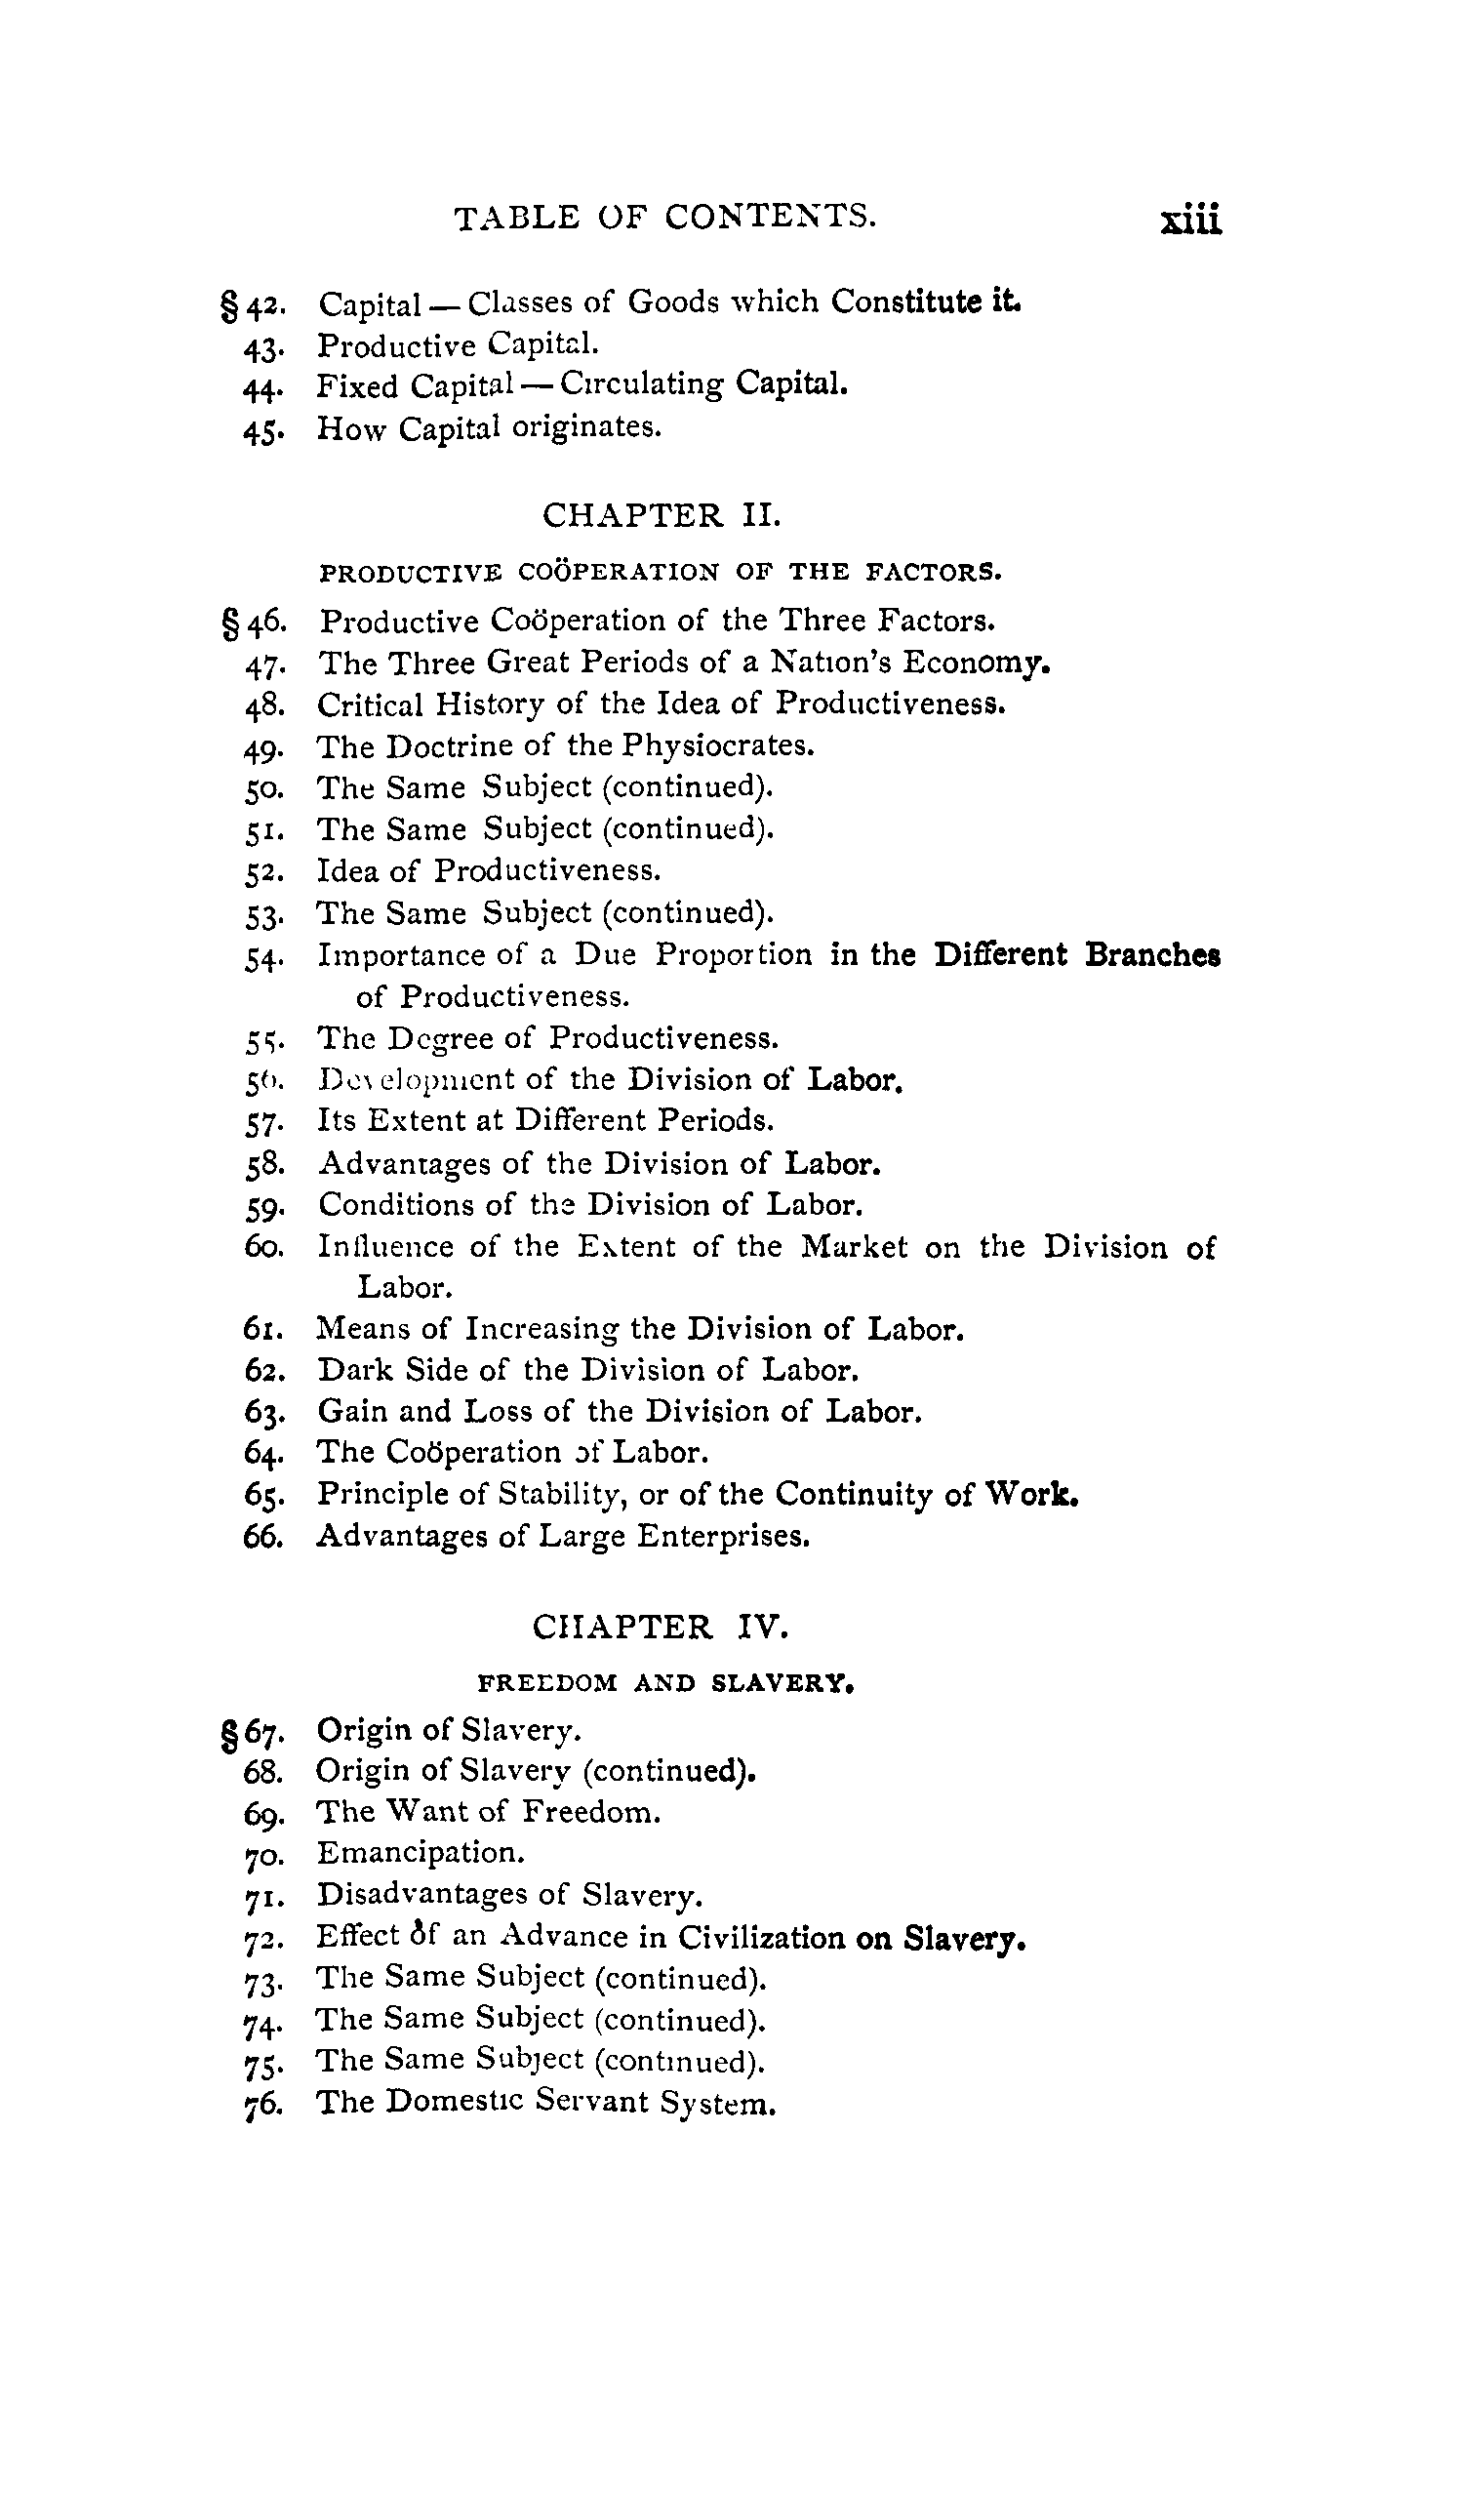 TABLE OF CONTENTS. xiii
§ 42. Capital — Classes of Goods which Constitute it.
43. Productive Capital.
44. Fixed Capital — Circulating Capital.
45. How Capital originates.
CHAPTER II.
PRODUCTIVE COÖPERATION OF THE FACTORS.
§ 46. Productive Coöperation of the Three Factors.
47. The Three Great Periods of a Nation's Economy.
48. Critical History of the Idea of Productiveness.
49. The Doctrine of the Physiocrates.
50. The Same Subject (continued).
51. The Same Subject (continued).
52. Idea of Productiveness.
53. The Same Subject (continued).
54. Importance of a Due Proportion in the Different Branches
of Productiveness.
55. The Degree of Productiveness.
56. Development of the Division of Labor.
57. Its Extent at Different Periods.
58. Advantages of the Division of Labor.
59. Conditions of the Division of Labor.
60. Influence of the Extent of the Market on the Division of
Labor.
61. Means of Increasing the Division of Labor.
62. Dark Side of the Division of Labor.
63. Gain and Loss of the Division of Labor.
64. The Coöperation of Labor.
65. Principle of Stability, or of the Continuity of Work.
66. Advantages of Large Enterprises.
CHAPTER IV.
FREEDOM AND SLAVERY.
§ 67. Origin of Slavery.
68. Origin of Slavery (continued).
69. The Want of Freedom.
70. Emancipation.
71. Disadvantages of Slavery.
72. Effect of an Advance in Civilization on Slavery.
73. The Same Subject (continued).
74. The Same Subject (continued).
75. The Same Subject (continued).
76. The Domestic Servant System.